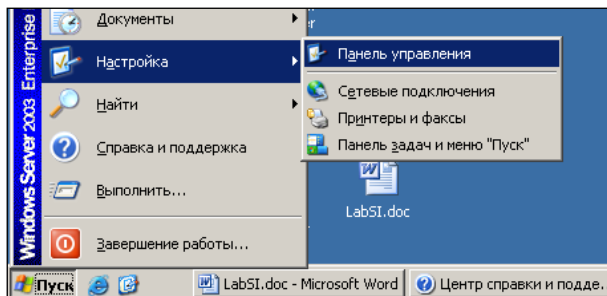 Windows Server 2003 Enterprise
Документы
Настройка
Найти
Справка и поддержка
Выполнить...
Завершение работы...
Панель управления
Сетевые подключения
Принтеры и факсы
Панель задач и меню "Пуск"
LabSI.doc
Пуск
LabSI.doc - Microsoft Word
Центр справки и подде.